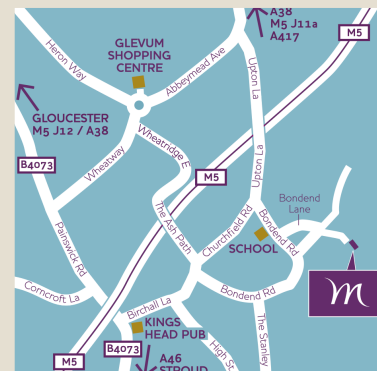 A38
M5 J11a
A417
M5
GLEVUM
SHOPPING
CENTRE
Heron Way
Abbeymead Ave
Upton La
GLOUCESTER
M5 J12 / A38
Wheatridge E
B4073
Wheatway
M5
Upton La
Bondend
Lane
The Ash Path
Churchfield Rd
Bondend Rd
Painswick Rd
SCHOOL
Corncroft La
Bondend Rd
m
Birchall La
KINGS
HEAD PUB
The Stanley
High St
B4073
M5
A46
STROUD